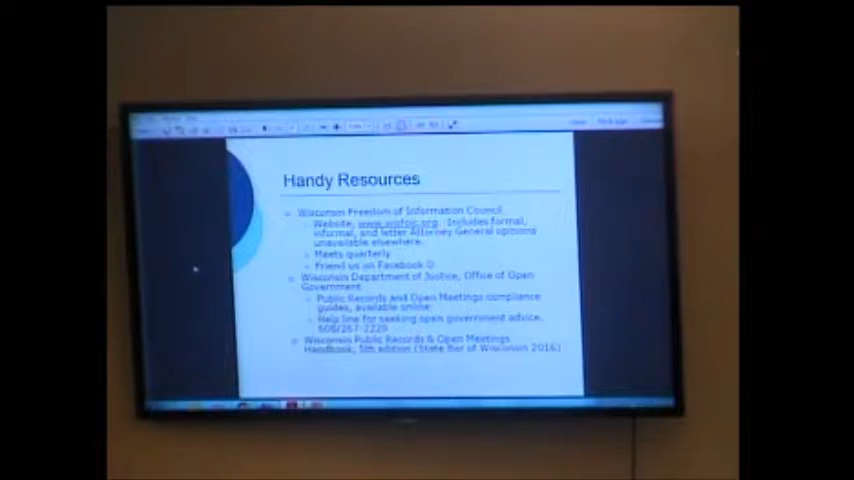 Handy Resources
Wisconsin Freedom of Information Council
Website, www.wisfoic.org. Includes formal,
informal, and letter Attorney General opinions
unavailable elsewhere.
Meets quarterly
Friend us on Facebook ☺
Wisconsin Department of Justice, Office of Open
Government
Public Records and Open Meetings compliance
guides, available online
Help line for seeking open government advice,
608/267-2220
Wisconsin Public Records & Open Meetings
Handbook, 5th edition (State Bar of Wisconsin 2016)